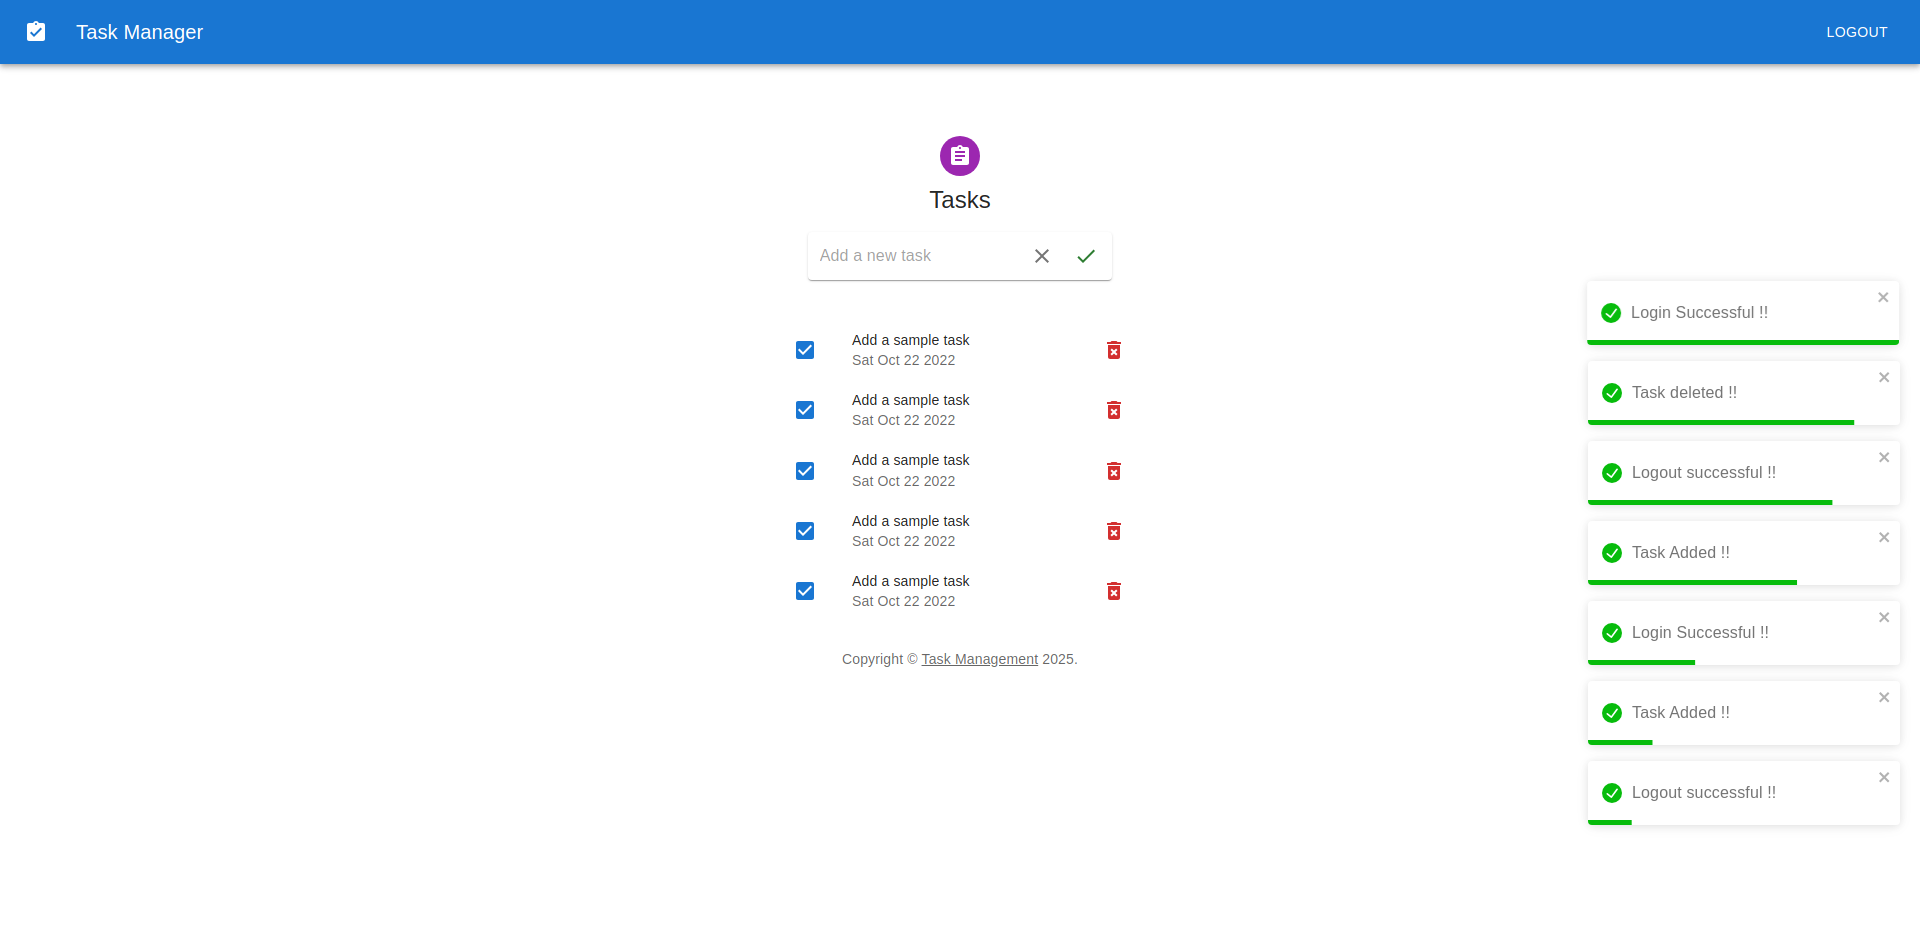 Task Manager
LOGOUT
Tasks
Add a new task
Add a sample task
Sat Oct 22 2022
Add a sample task
Sat Oct 22 2022
Add a sample task
Sat Oct 22 2022
Add a sample task
Sat Oct 22 2022
Add a sample task
Sat Oct 22 2022
Copyright © Task Management 2025.
Login Successful !!
Task deleted !!
Logout successful !!
Task Added !!
Login Successful !!
Task Added !!
Logout successful !!